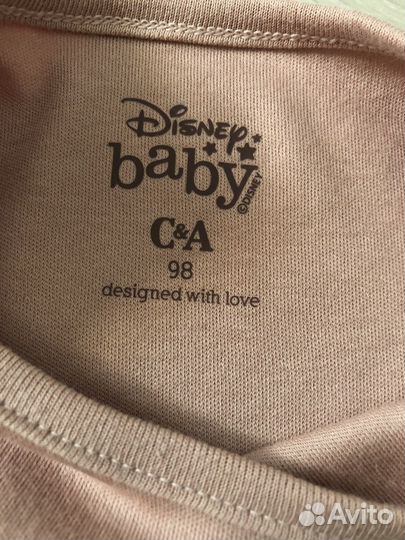 Disney
baby
©DISNEY
C&A
98
designed with love
Avito